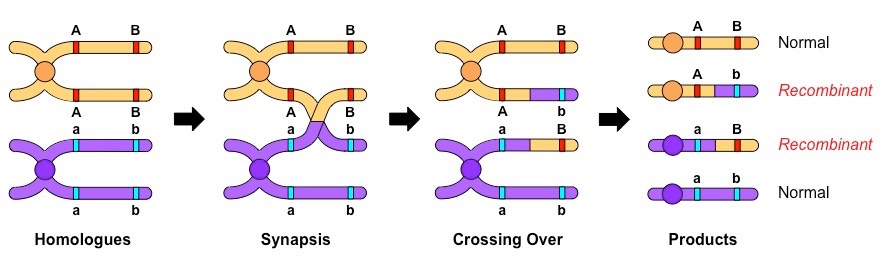 A B
A B
a b
a b
Homologues
A B
A B
a b
a b
Synapsis
A B
A b
a B
a b
Crossing Over
A B
Normal
A b
Recombinant
a B
Recombinant
a b
Normal
Products